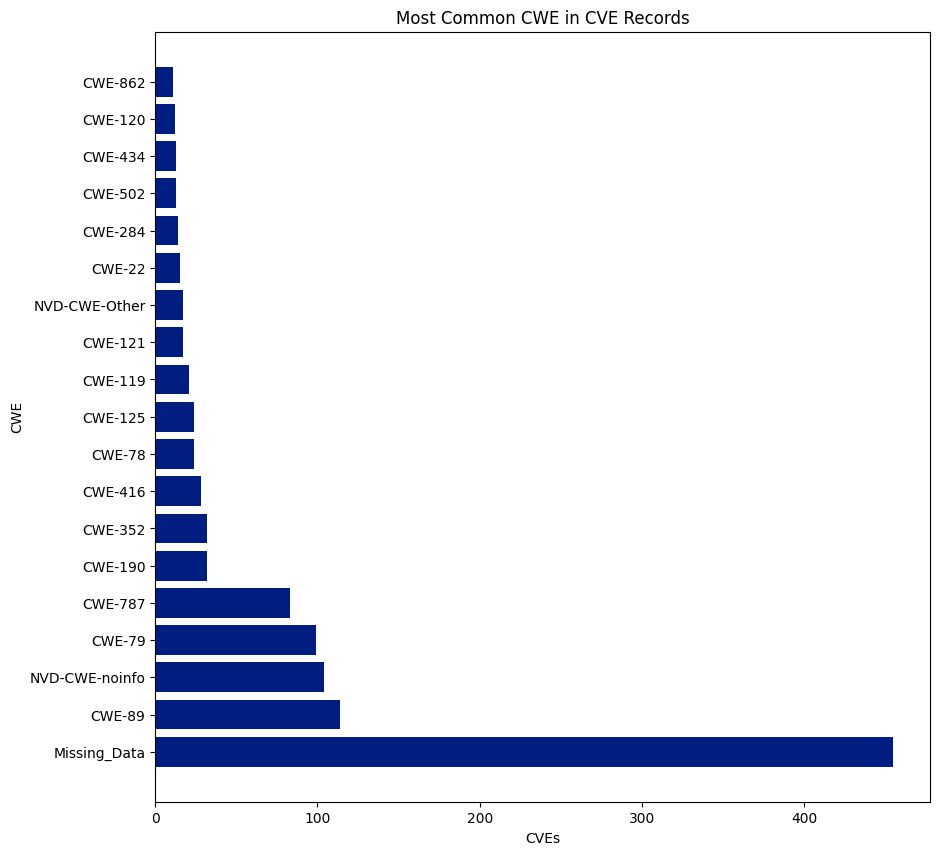 Most Common CWE in CVE Records
CWE-862
CWE-120
CWE-434
CWE-502
CWE-284
CWE-22
NVD-CWE-Other
CWE-121
CWE-119
CWE-125
CWE-78
CWE-416
CWE-352
CWE-190
CWE-787
CWE-79
NVD-CWE-noinfo
CWE-89
Missing_Data
CWE
0 100 200 300 400
CVEs